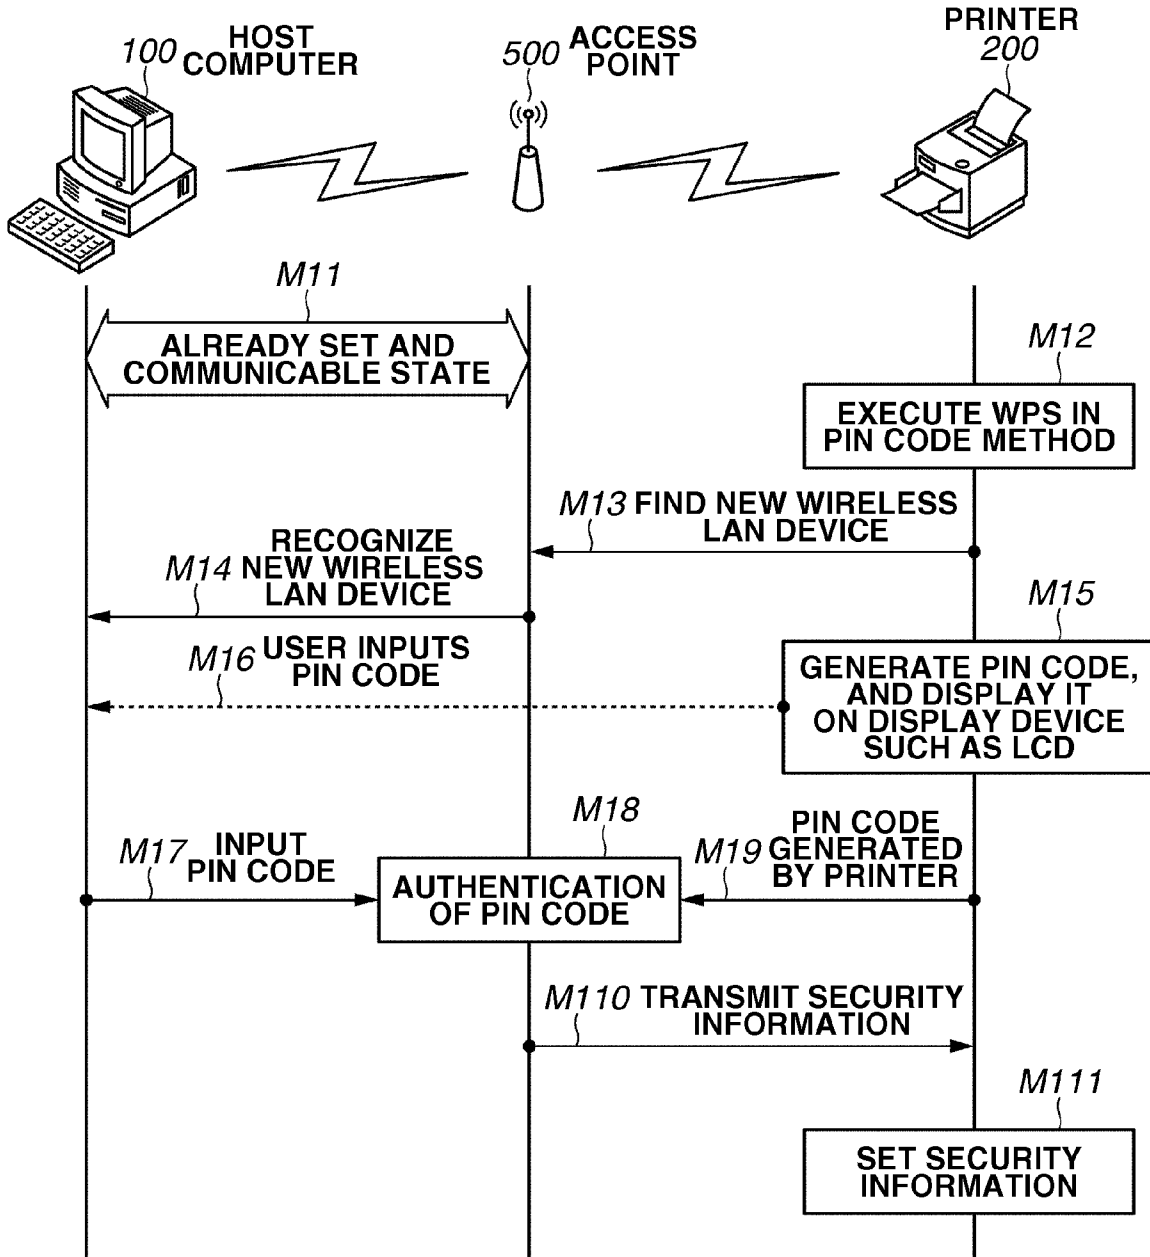 100 HOST
COMPUTER
500 ACCESS
POINT
PRINTER
200
M11
ALREADY SET AND
COMMUNICABLE STATE
M12
EXECUTE WPS IN
PIN CODE METHOD
M13 FIND NEW WIRELESS
LAN DEVICE
RECOGNIZE
M14 NEW WIRELESS
LAN DEVICE
M15
GENERATE PIN CODE,
AND DISPLAY IT
ON DISPLAY DEVICE
SUCH AS LCD
M16 USER INPUTS
PIN CODE
M17 INPUT
PIN CODE
M18
AUTHENTICATION
OF PIN CODE
PIN CODE
M19 GENERATED
BY PRINTER
M110 TRANSMIT SECURITY
INFORMATION
M111
SET SECURITY
INFORMATION